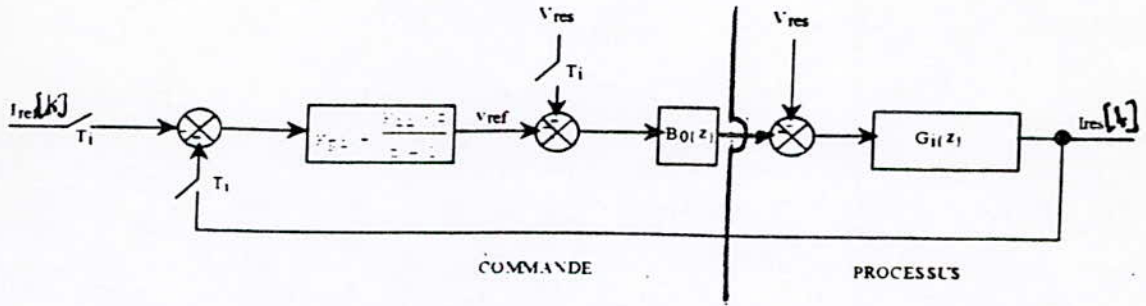 Vres
Vres
Ti
Iref[k]
Ti
vref
B0(z)
Gi(z)
Ires[k]
Ti
COMMANDE
PROCESSUS